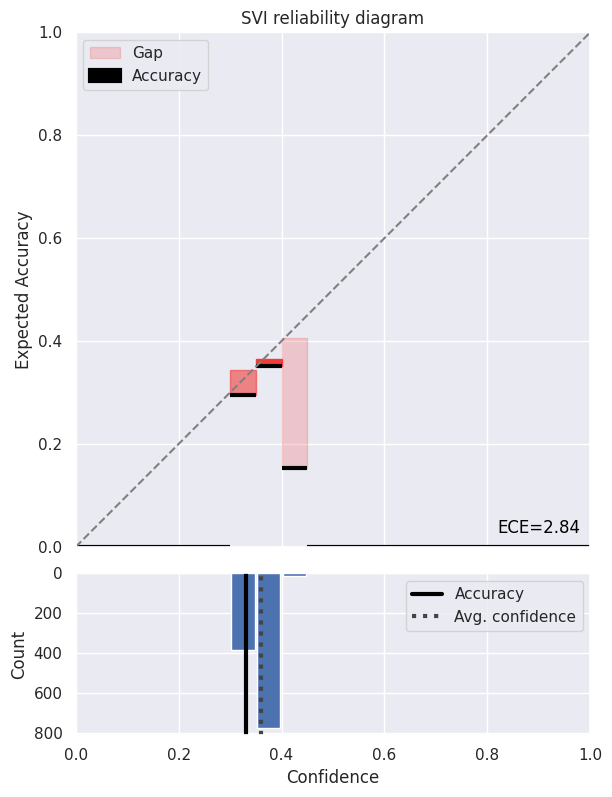 SVI reliability diagram
1.0
Gap
Accuracy
0.8
0.6
Expected Accuracy
0.4
0.2
ECE=2.84
0.0
0
Accuracy
Avg. confidence
200
Count
400
600
800
0.0 0.2 0.4 0.6 0.8 1.0
Confidence